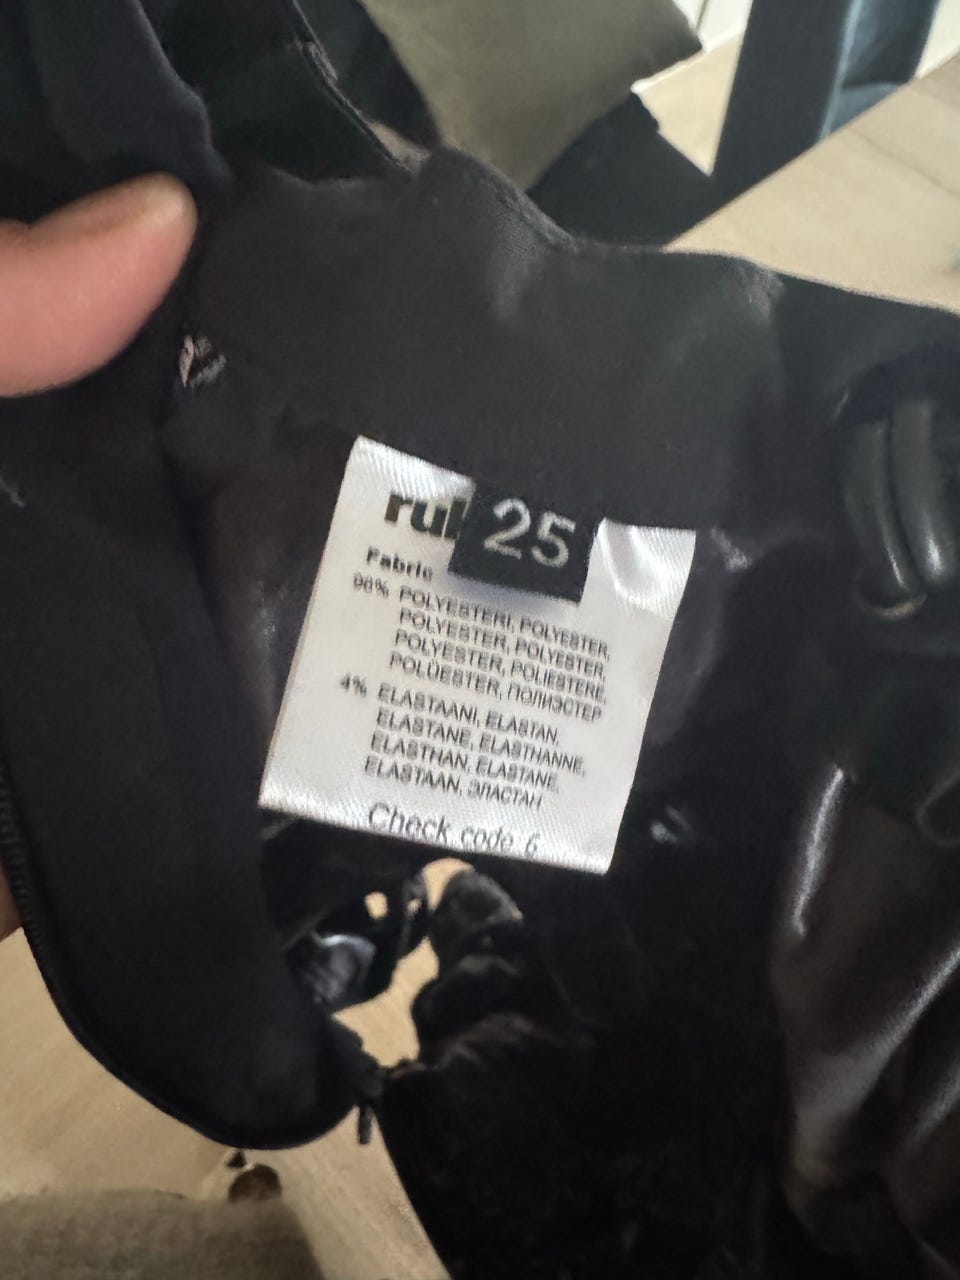 25
Fabric
96% POLYESTERI, POLYESTER,
POLYESTER, POLYESTER,
POLYESTER, POLIESTERE,
POLÜESTER, ПОЛИЭСТЕР
4% ELASTAANI, ELASTAN,
ELASTANE, ELASTHANNE,
ELASTHAN, ELASTANE,
ELASTAAN, ЭЛАСТАН
Check code 6